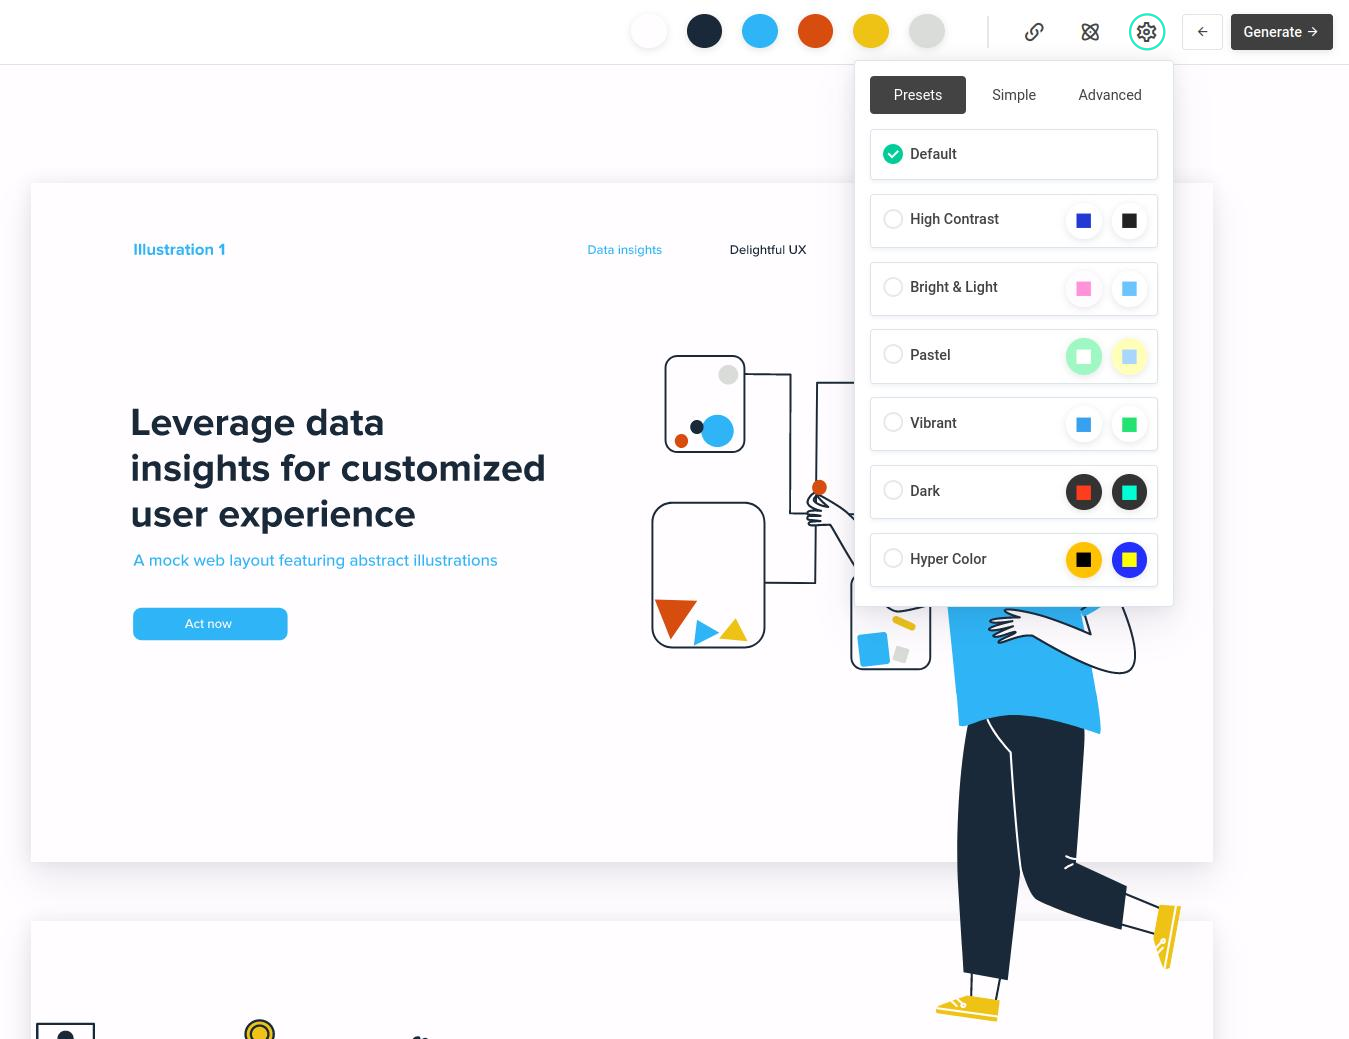 Generate
Presets
Simple
Advanced
Default
High Contrast
Bright & Light
Pastel
Vibrant
Dark
Hyper Color
Illustration 1
Data insights
Delightful UX
Leverage data
insights for customized
user experience
A mock web layout featuring abstract illustrations
Act now